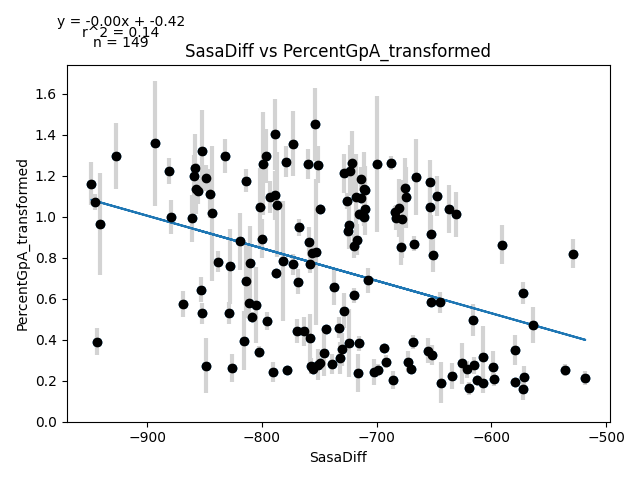 y = -0.00x + -0.42
r^2 = 0.14
n = 149
SasaDiff vs PercentGpA_transformed
PercentGpA_transformed
1.6
1.4
1.2
1.0
0.8
0.6
0.4
0.2
0.0
−900 −800 −700 −600 −500
SasaDiff